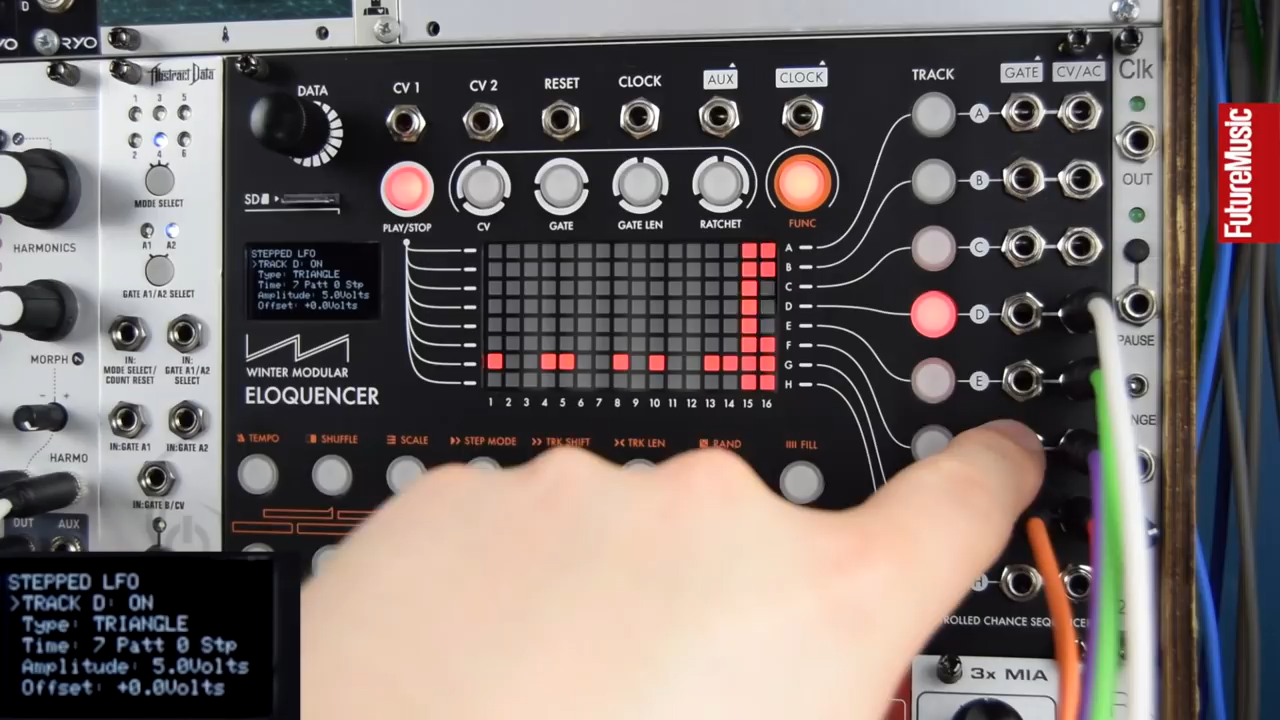 RYO
Abstract Data
1 3 5
2 4 6
MODE SELECT
A1 A2
GATE A1/A2 SELECT
IN: MODE SELECT/ COUNT RESET
IN: GATE A1/A2 SELECT
IN:GATE A1
IN:GATE A2
IN:GATE B/CV
HARMONICS
MORPH
HARMO
OUT
AUX
DATA
CV 1
CV 2
RESET
CLOCK
AUX
CLOCK
TRACK
GATE
CV/AC
SD
PLAY/STOP
CV
GATE
GATE LEN
RATCHET
FUNC
STEPPED LFO
>TRACK D: ON
Type: TRIANGLE
Time: 7 Patt 0 Stp
Amplitude: 5.0Volts
Offset: +0.0Volts
WINTER MODULAR
ELOQUENCER
A
B
C
D
E
F
G
H
1 2 3 4 5 6 7 8 9 10 11 12 13 14 15 16
A
B
C
D
E
H
TEMPO
SHUFFLE
SCALE
STEP MODE
TRK SHIFT
TRK LEN
RAND
FILL
ROLLED CHANCE SEQUENCER
3x MIA
Clk
OUT
PAUSE
NGE
FutureMusic
STEPPED LFO
>TRACK D: ON
Type: TRIANGLE
Time: 7 Patt 0 Stp
Amplitude: 5.0Volts
Offset: +0.0Volts